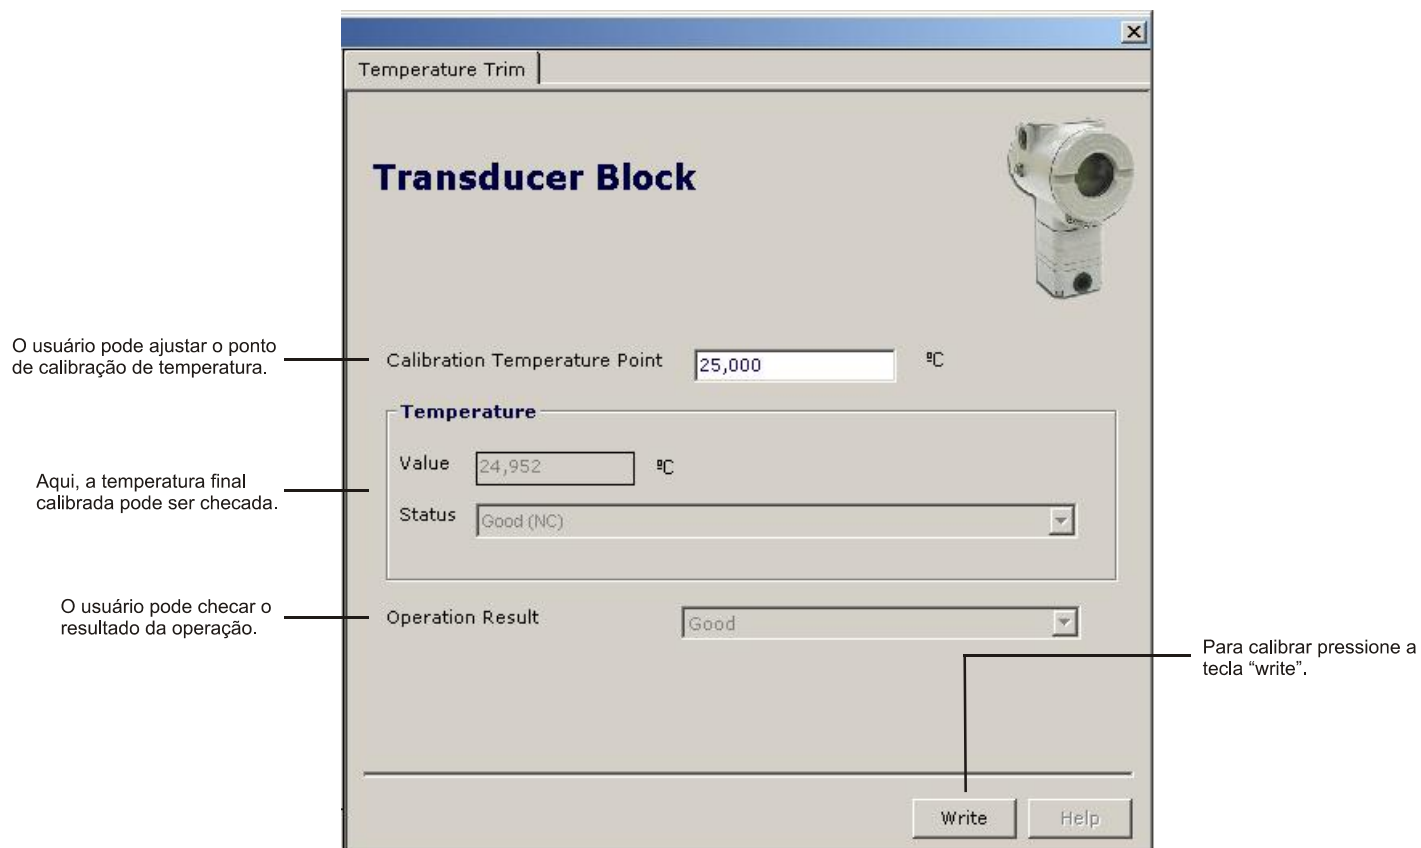 Temperature Trim
Transducer Block
O usuário pode ajustar o ponto
de calibração de temperatura.
Calibration Temperature Point 25,000 ºC
Temperature
Aqui, a temperatura final
calibrada pode ser checada.
Value 24,952 ºC
Status Good (NC)
O usuário pode checar o
resultado da operação.
Operation Result Good
Para calibrar pressione a
tecla “write”.
Write Help